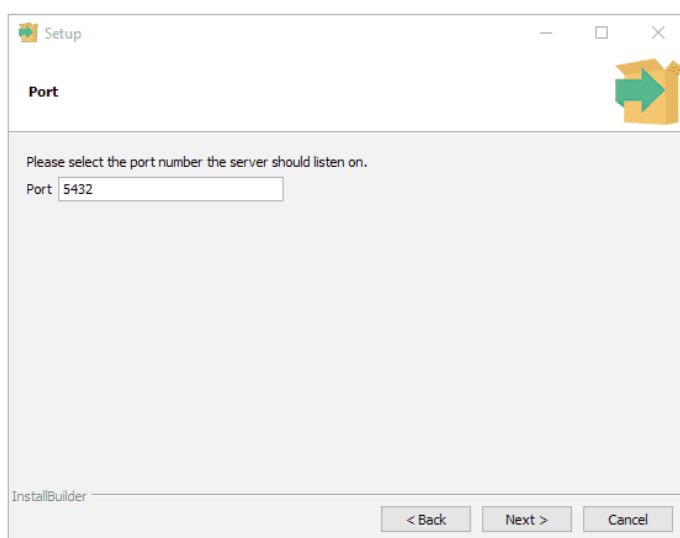 Setup
Port
Please select the port number the server should listen on.
Port 5432
InstallBuilder
< Back Next > Cancel